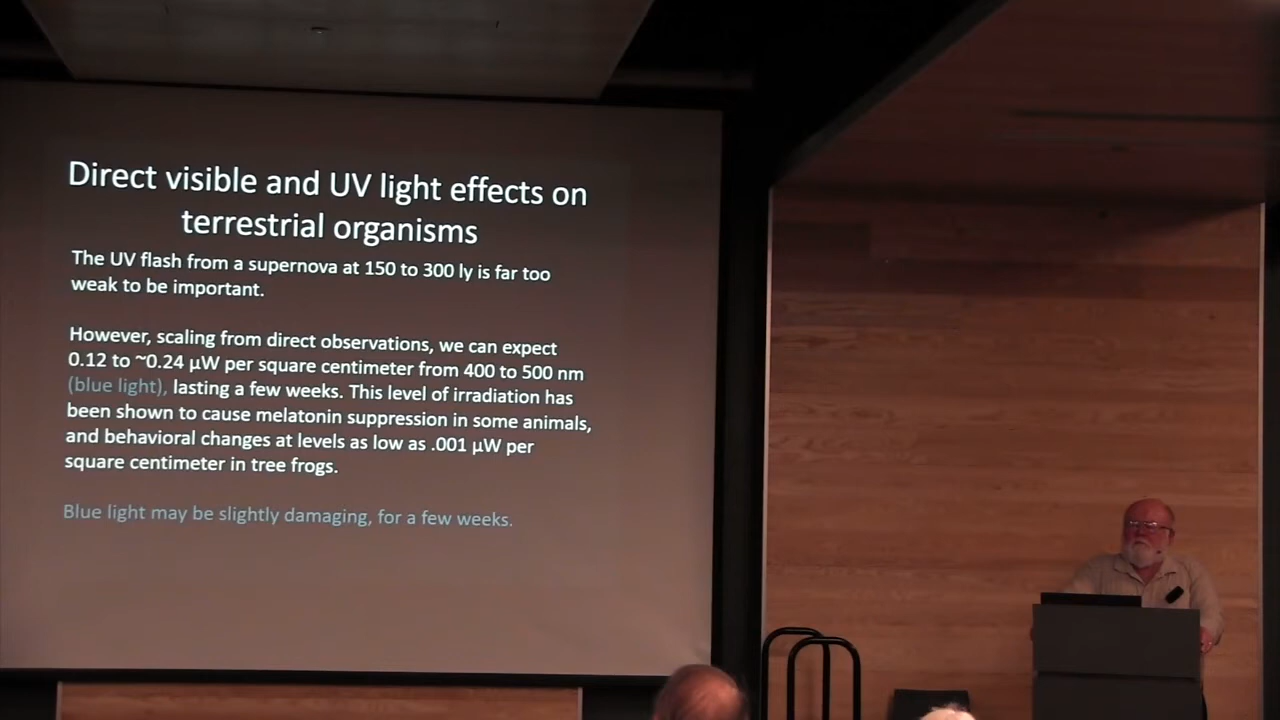 Direct visible and UV light effects on
terrestrial organisms
The UV flash from a supernova at 150 to 300 ly is far too
weak to be important.
However, scaling from direct observations, we can expect
0.12 to ~0.24 µW per square centimeter from 400 to 500 nm
(blue light), lasting a few weeks. This level of irradiation has
been shown to cause melatonin suppression in some animals,
and behavioral changes at levels as low as .001 µW per
square centimeter in tree frogs.
Blue light may be slightly damaging, for a few weeks.